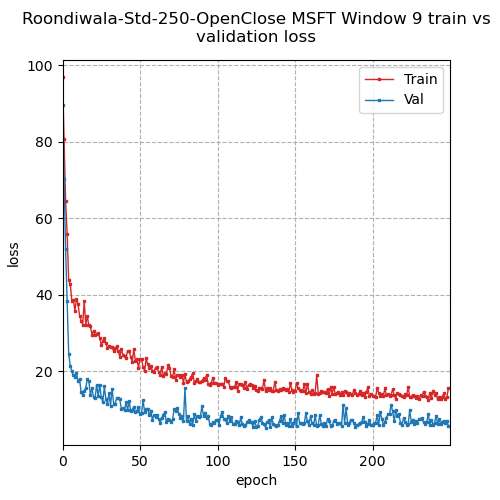 Roondiwala-Std-250-OpenClose MSFT Window 9 train vs
validation loss
Train
Val
100
80
60
40
20
loss
0
50
100
150
200
epoch